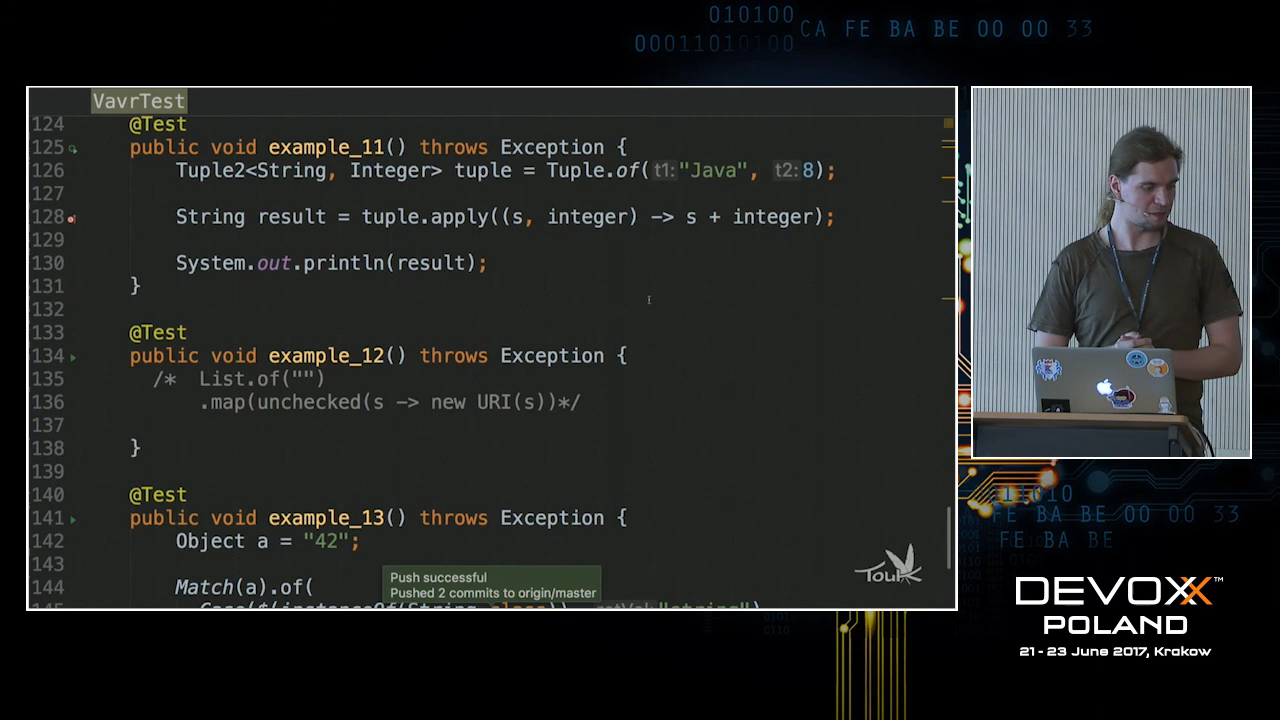 010100
00011010100
CA FE BA BE 00 00 33
VavrTest
124 @Test
125 public void example_11() throws Exception {
126 Tuple2<String, Integer> tuple = Tuple.of(t1: "Java", t2: 8);
127
128 String result = tuple.apply((s, integer) -> s + integer);
129
130 System.out.println(result);
131 }
132
133 @Test
134 public void example_12() throws Exception {
135 /* List.of("")
136 .map(unchecked(s -> new URI(s))*/
137
138 }
139
140 @Test
141 public void example_13() throws Exception {
142 Object a = "42";
143
144 Match(a).of(
Push successful
Pushed 2 commits to origin/master
Touk
FE BA BE 00 00 33
FE BA BE
DEVOXX™
POLAND
21 - 23 June 2017, Krakow